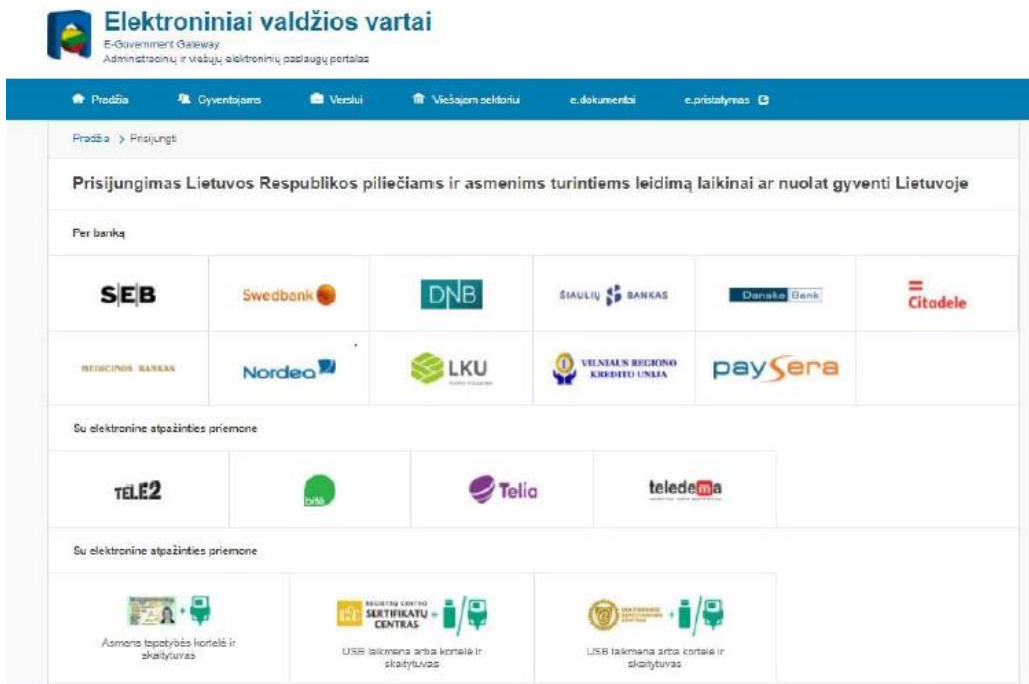 Elektroniniai valdžios vartai
E-Government Gateway
Administracinių ir viešųjų elektroninių paslaugų portalas
Pradžia Gyventojams Verslui Viešajam sektoriui e.dokumentai e.pristatymas
Pradžia > Prisijungti
Prisijungimas Lietuvos Respublikos piliečiams ir asmenims turintiems leidimą laikinai ar nuolat gyventi Lietuvoje
Per banką
SEB Swedbank DNB ŠIAULIŲ BANKAS Danske Bank Citadele
MEDICINOS BANKAS Nordea LKU VILNIAUS REGIONO
KREDITO UNIJA paysera
Su elektronine atpažinties priemone
TELE2 bitė Telia teledema
Su elektronine atpažinties priemone
REGISTRŲ CENTRO
SERTIFIKATŲ
CENTRAS
Asmens tapatybės kortelė ir
skaitytuvas
USB laikmena arba kortelė ir
skaitytuvas
USB laikmena arba kortelė ir
skaitytuvas